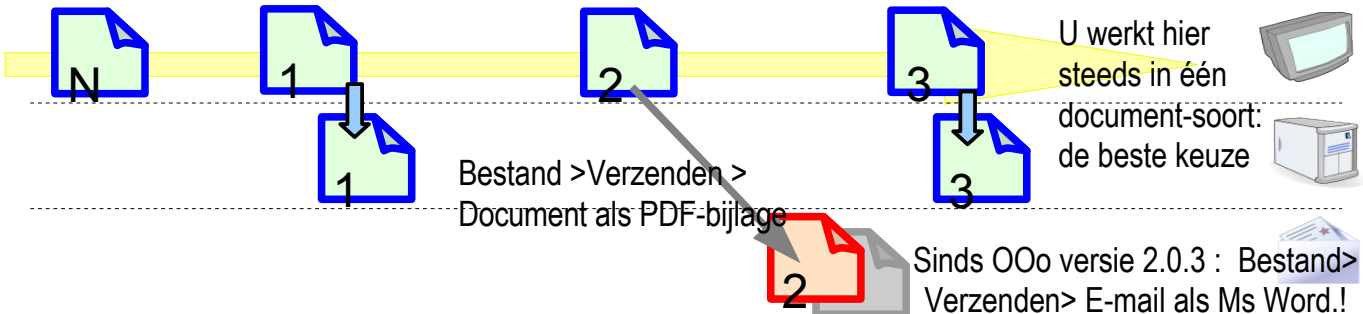 N
1
2
3
U werkt hier
steeds in één
document-soort:
de beste keuze
1
3
Bestand >Verzenden >
Document als PDF-bijlage
2
Sinds OOo versie 2.0.3 :  Bestand>
Verzenden> E-mail als Ms Word.!